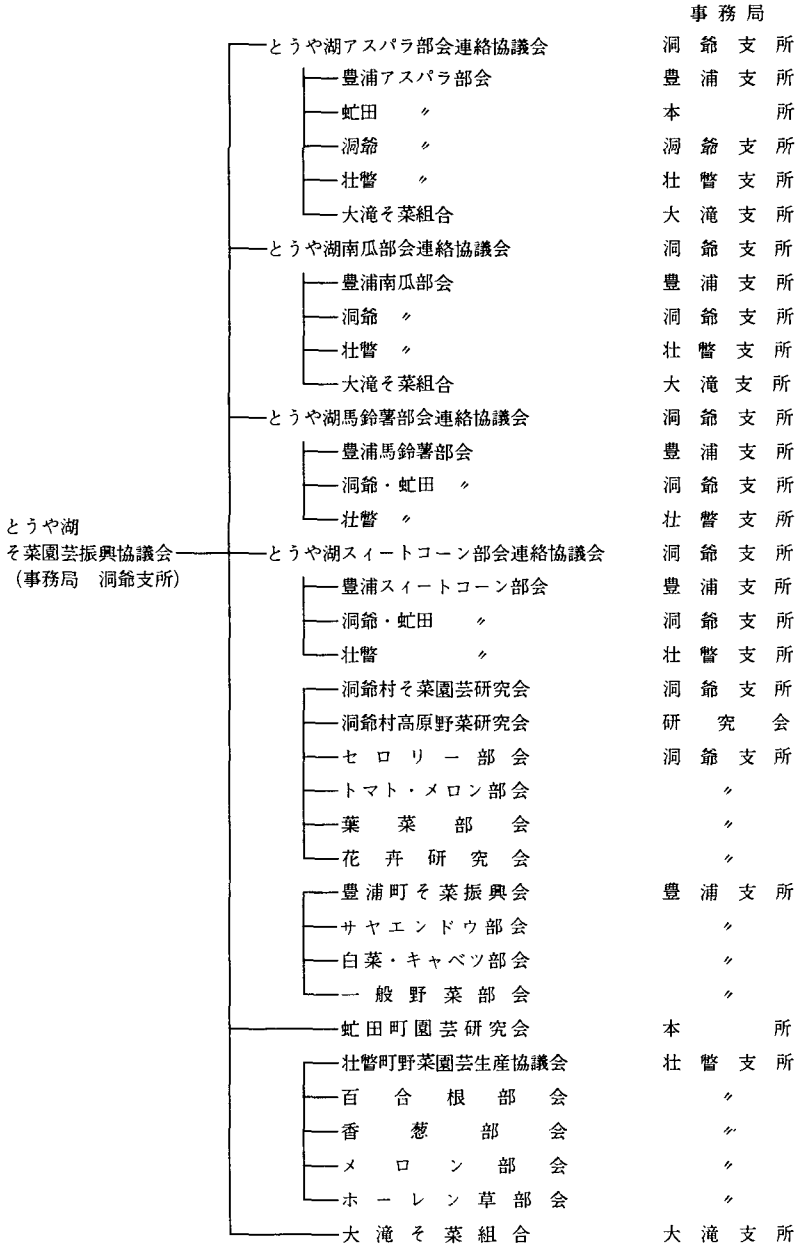 事務局
とうや湖アスパラ部会連絡協議会 洞爺支所
豊浦アスパラ部会 豊浦支所
虻田 〃 本所
洞爺 〃 洞爺支所
壮瞥 〃 壮瞥支所
大滝そ菜組合 大滝支所
とうや湖南瓜部会連絡協議会 洞爺支所
豊浦南瓜部会 豊浦支所
洞爺 〃 洞爺支所
壮瞥 〃 壮瞥支所
大滝そ菜組合 大滝支所
とうや湖馬鈴薯部会連絡協議会 洞爺支所
豊浦馬鈴薯部会 豊浦支所
洞爺・虻田 〃 洞爺支所
壮瞥 〃 壮瞥支所
とうや湖
そ菜園芸振興協議会
(事務局 洞爺支所)
とうや湖スィートコーン部会連絡協議会 洞爺支所
豊浦スィートコーン部会 豊浦支所
洞爺・虻田 〃 洞爺支所
壮瞥 〃 壮瞥支所
洞爺村そ菜園芸研究会 洞爺支所
洞爺村高原野菜研究会 研究会
セロリー部会 洞爺支所
トマト・メロン部会 〃
葉菜部会 〃
花卉研究会 〃
豊浦町そ菜振興会 豊浦支所
サヤエンドウ部会 〃
白菜・キャベツ部会 〃
一般野菜部会 〃
虻田町園芸研究会 本所
壮瞥町野菜園芸生産協議会 壮瞥支所
百合根部会 〃
香葱部会 〃
メロン部会 〃
ホーレン草部会 〃
大滝そ菜組合 大滝支所